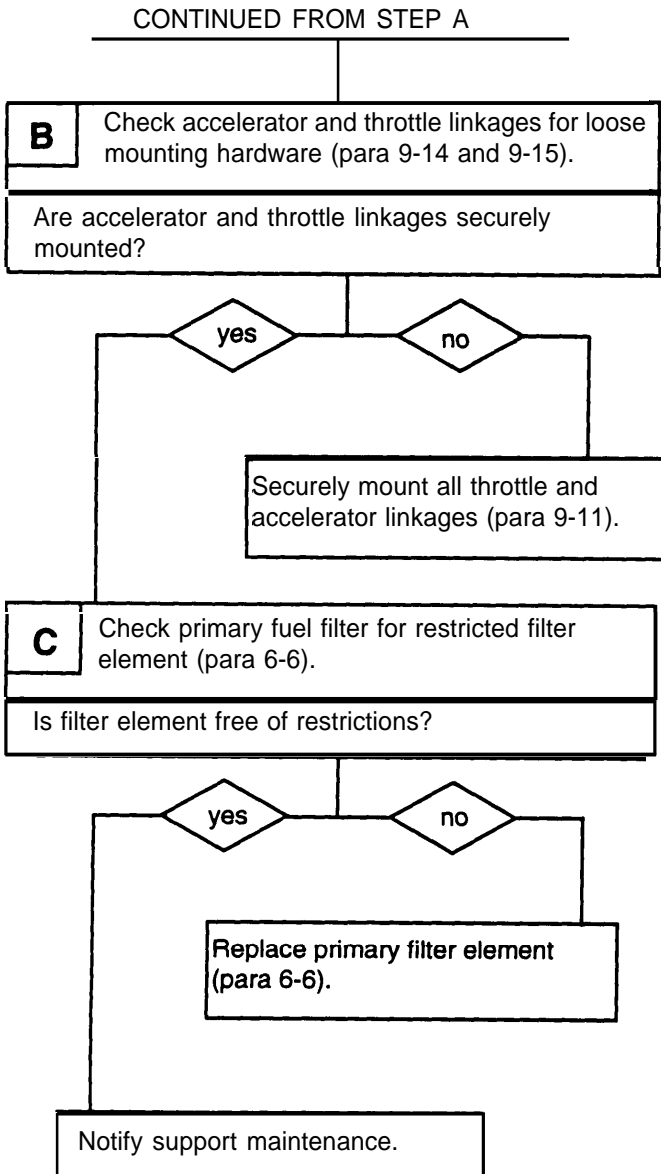 CONTINUED FROM STEP A
B
Check accelerator and throttle linkages for loose
mounting hardware (para 9-14 and 9-15).
Are accelerator and throttle linkages securely
mounted?
yes
no
Securely mount all throttle and
accelerator linkages (para 9-11).
C
Check primary fuel filter for restricted filter
element (para 6-6).
Is filter element free of restrictions?
yes
no
Replace primary filter element
(para 6-6).
Notify support maintenance.